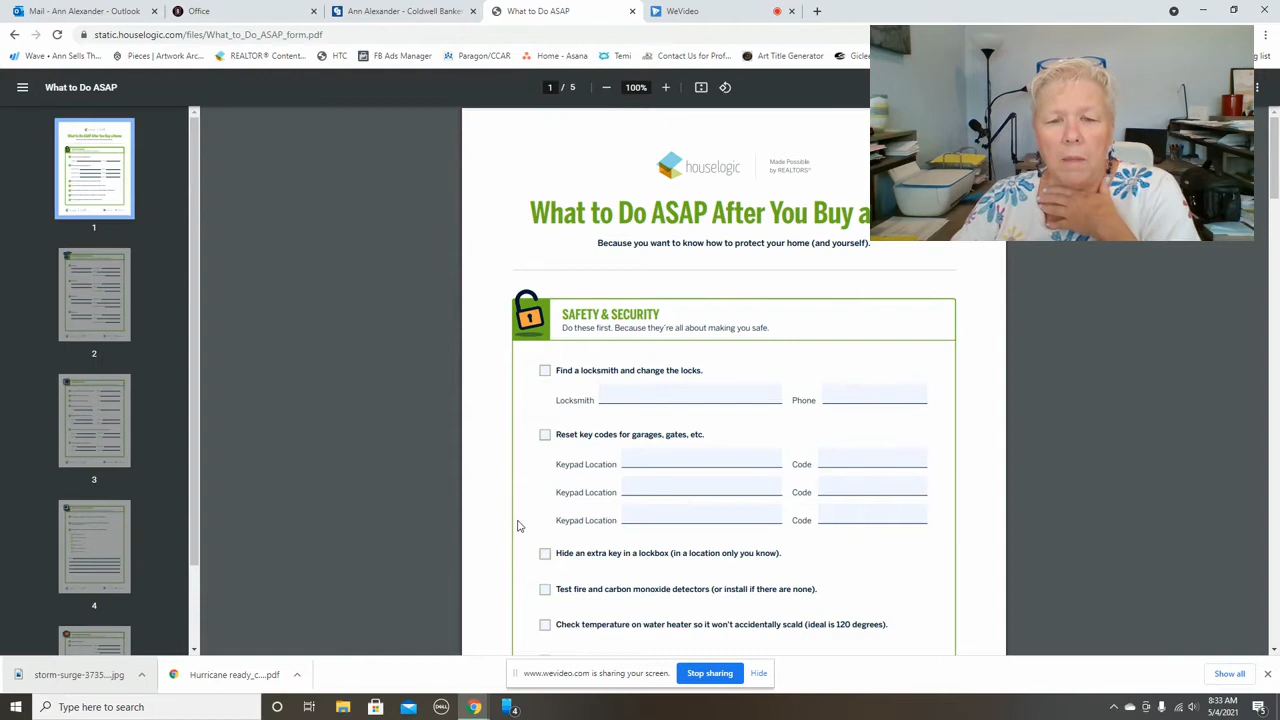 Mail - Ann Allen - Outlook
Ann Allen - Coldwell Banker
What to Do ASAP
static.houselogic.com/files/What_to_Do_ASAP_form.pdf
Wave • Ann Sells Th...
Pieces | Artwork Arc...
REALTOR® Content...
HTC
FB Ads Manager
Paragon/CCAR
Home - Asana
Temi
Art Title Generator
What to Do ASAP
1 / 5
100%
houselogic
Made Possible
by REALTORS®
What to Do ASAP After You Buy a
Because you want to know how to protect your home (and yourself).
SAFETY & SECURITY
Do these first. Because they're all about making you safe.
Find a locksmith and change the locks.
Locksmith
Phone
Reset key codes for garages, gates, etc.
Keypad Location
Code
Keypad Location
Code
Keypad Location
Code
Hide an extra key in a lockbox (in a location only you know).
Test fire and carbon monoxide detectors (or install if there are none).
Check temperature on water heater so it won't accidentally scald (ideal is 120 degrees).
1
2
3
4
storm-surge-3735....jpg
Hurricane ready_c....pdf
www.wevideo.com is sharing your screen.
Stop sharing
Hide
Show all
Type here to search
8:33 AM
5/4/2021